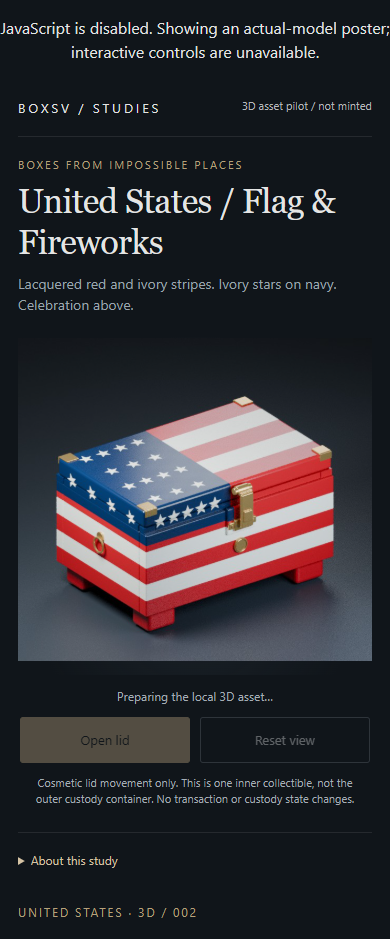 JavaScript is disabled. Showing an actual-model poster;
interactive controls are unavailable.
BOXSV / STUDIES
3D asset pilot / not minted
BOXES FROM IMPOSSIBLE PLACES
United States / Flag &
Fireworks
Lacquered red and ivory stripes. Ivory stars on navy.
Celebration above.
Preparing the local 3D asset...
Open lid
Reset view
Cosmetic lid movement only. This is one inner collectible, not the
outer custody container. No transaction or custody state changes.
About this study
UNITED STATES · 3D / 002